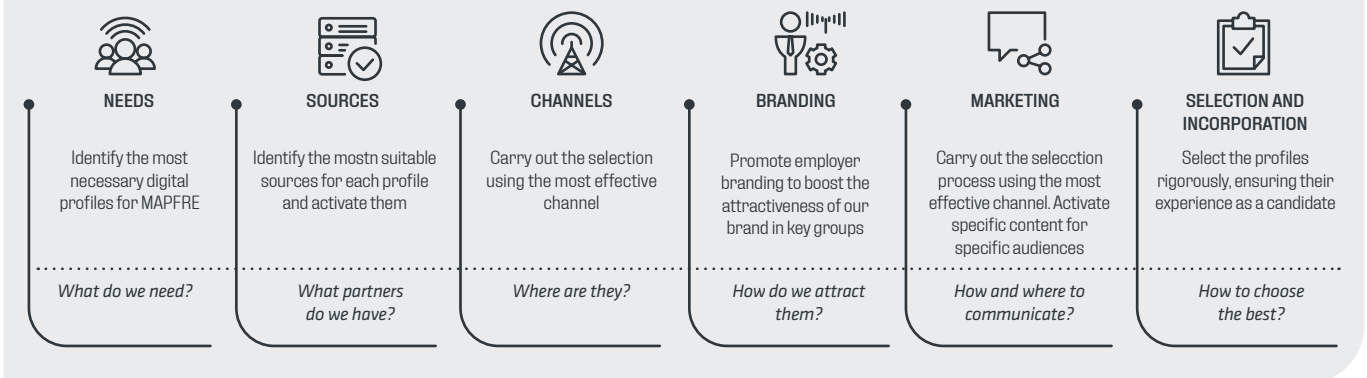 NEEDS
Identify the most
necessary digital
profiles for MAPFRE
What do we need?
SOURCES
Identify the mostn suitable
sources for each profile
and activate them
What partners
do we have?
CHANNELS
Carry out the selection
using the most effective
channel
Where are they?
BRANDING
Promote employer
branding to boost the
attractiveness of our
brand in key groups
How do we attract
them?
MARKETING
Carry out the selecction
process using the most
effective channel. Activate
specific content for
specific audiences
How and where to
communicate?
SELECTION AND
INCORPORATION
Select the profiles
rigorously, ensuring their
experience as a candidate
How to choose
the best?